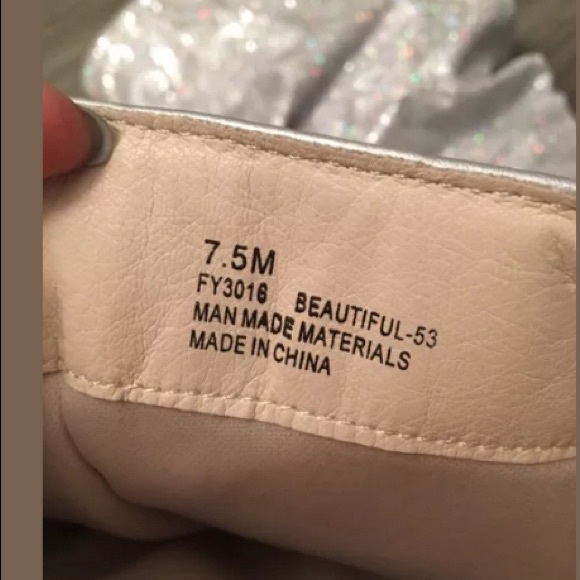 7.5M
FY3016 BEAUTIFUL-53
MAN MADE MATERIALS
MADE IN CHINA